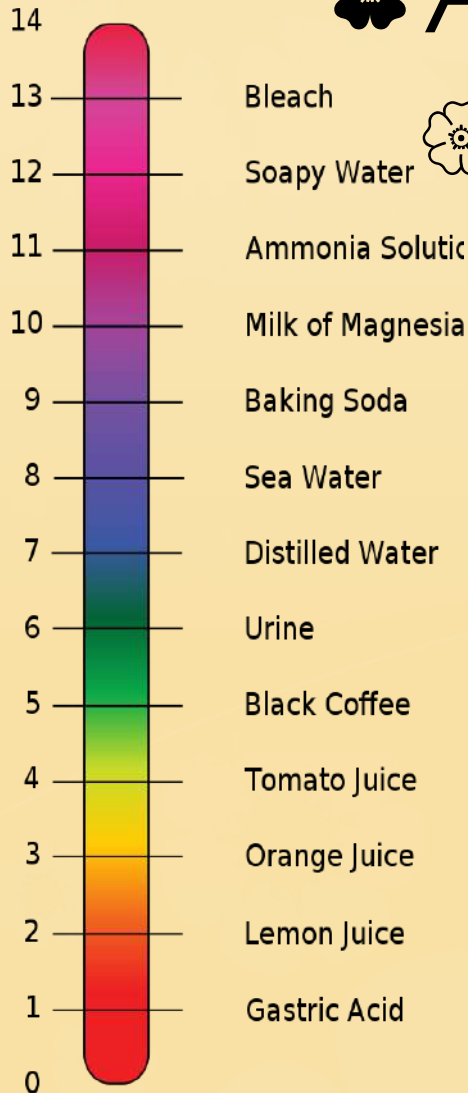 14
13 Bleach
12 Soapy Water
11 Ammonia Solutic
10 Milk of Magnesia
9 Baking Soda
8 Sea Water
7 Distilled Water
6 Urine
5 Black Coffee
4 Tomato Juice
3 Orange Juice
2 Lemon Juice
1 Gastric Acid
0